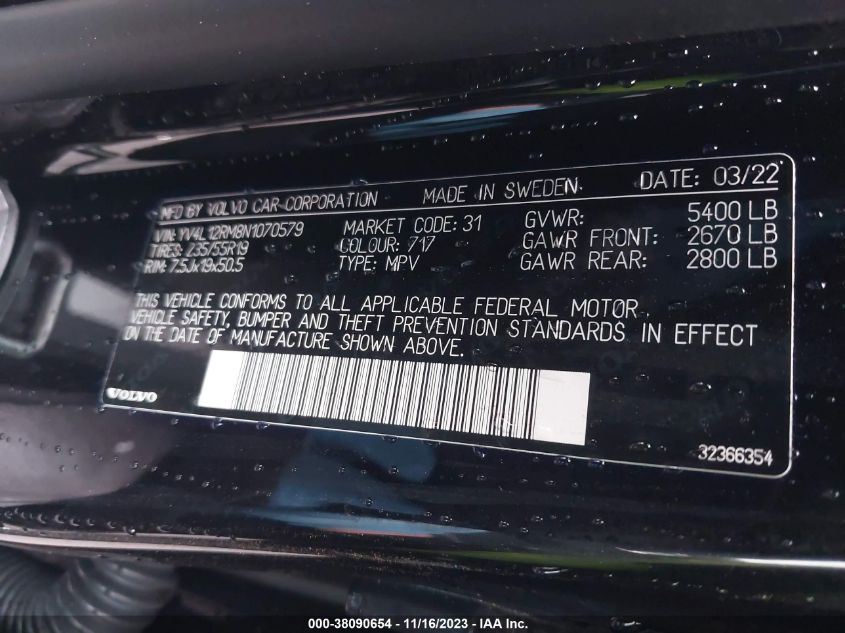 MFD BY VOLVO CAR CORPORATION MADE IN SWEDEN DATE: 03/22
VIN: YV4L12RM8N1070579 MARKET CODE: 31 GVWR: 5400 LB
TIRES: 235/55R19 COLOUR: 717 GAWR FRONT: 2670 LB
RIM: 7.5Jx19x50.5 TYPE: MPV GAWR REAR: 2800 LB
THIS VEHICLE CONFORMS TO ALL APPLICABLE FEDERAL MOTOR
VEHICLE SAFETY, BUMPER AND THEFT PREVENTION STANDARDS IN EFFECT
ON THE DATE OF MANUFACTURE SHOWN ABOVE.
VOLVO
32366354
000-38090654 - 11/16/2023 - IAA Inc.